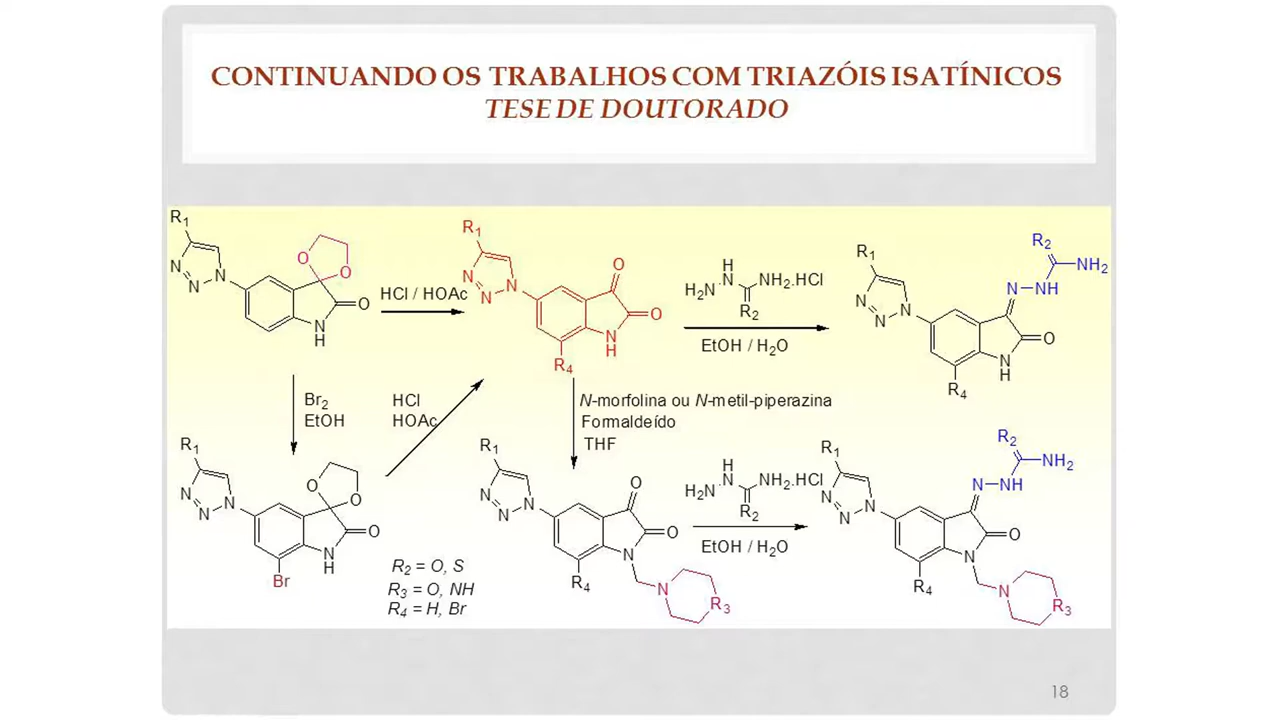 CONTINUANDO OS TRABALHOS COM TRIAZÓIS ISATÍNICOS
TESE DE DOUTORADO
R1
N
N
N
O
O
O
N
H
HCl / HOAc
R1
N
N
N
O
O
N
H
R4
H
H2NN NH2.HCl
R2
EtOH / H2O
R1
N
N
N
R2
NH2
N NH
O
N
H
R4
Br2
EtOH
HCl
HOAc
N-morfolina ou N-metil-piperazina
Formaldeído
THF
R1
N
N
N
O
O
O
N
H
Br
R2 = O, S
R3 = O, NH
R4 = H, Br
R1
N
N
N
O
O
N
R4
N
R3
H
H2NN NH2.HCl
R2
EtOH / H2O
R1
N
N
N
R2
NH2
N NH
O
N
R4
N
R3
18